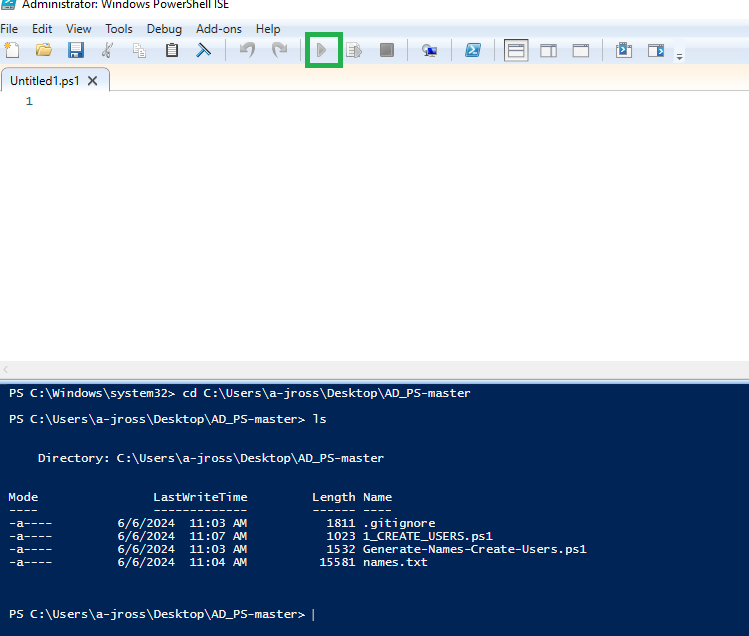 Administrator: Windows PowerShell ISE
File Edit View Tools Debug Add-ons Help
Untitled1.ps1
1
PS C:\Windows\system32> cd C:\Users\a-jross\Desktop\AD_PS-master
PS C:\Users\a-jross\Desktop\AD_PS-master> ls
Directory: C:\Users\a-jross\Desktop\AD_PS-master
Mode LastWriteTime Length Name
---- ------------- ------ ----
-a---- 6/6/2024 11:03 AM 1811 .gitignore
-a---- 6/6/2024 11:07 AM 1023 1_CREATE_USERS.ps1
-a---- 6/6/2024 11:03 AM 1532 Generate-Names-Create-Users.ps1
-a---- 6/6/2024 11:04 AM 15581 names.txt
PS C:\Users\a-jross\Desktop\AD_PS-master>